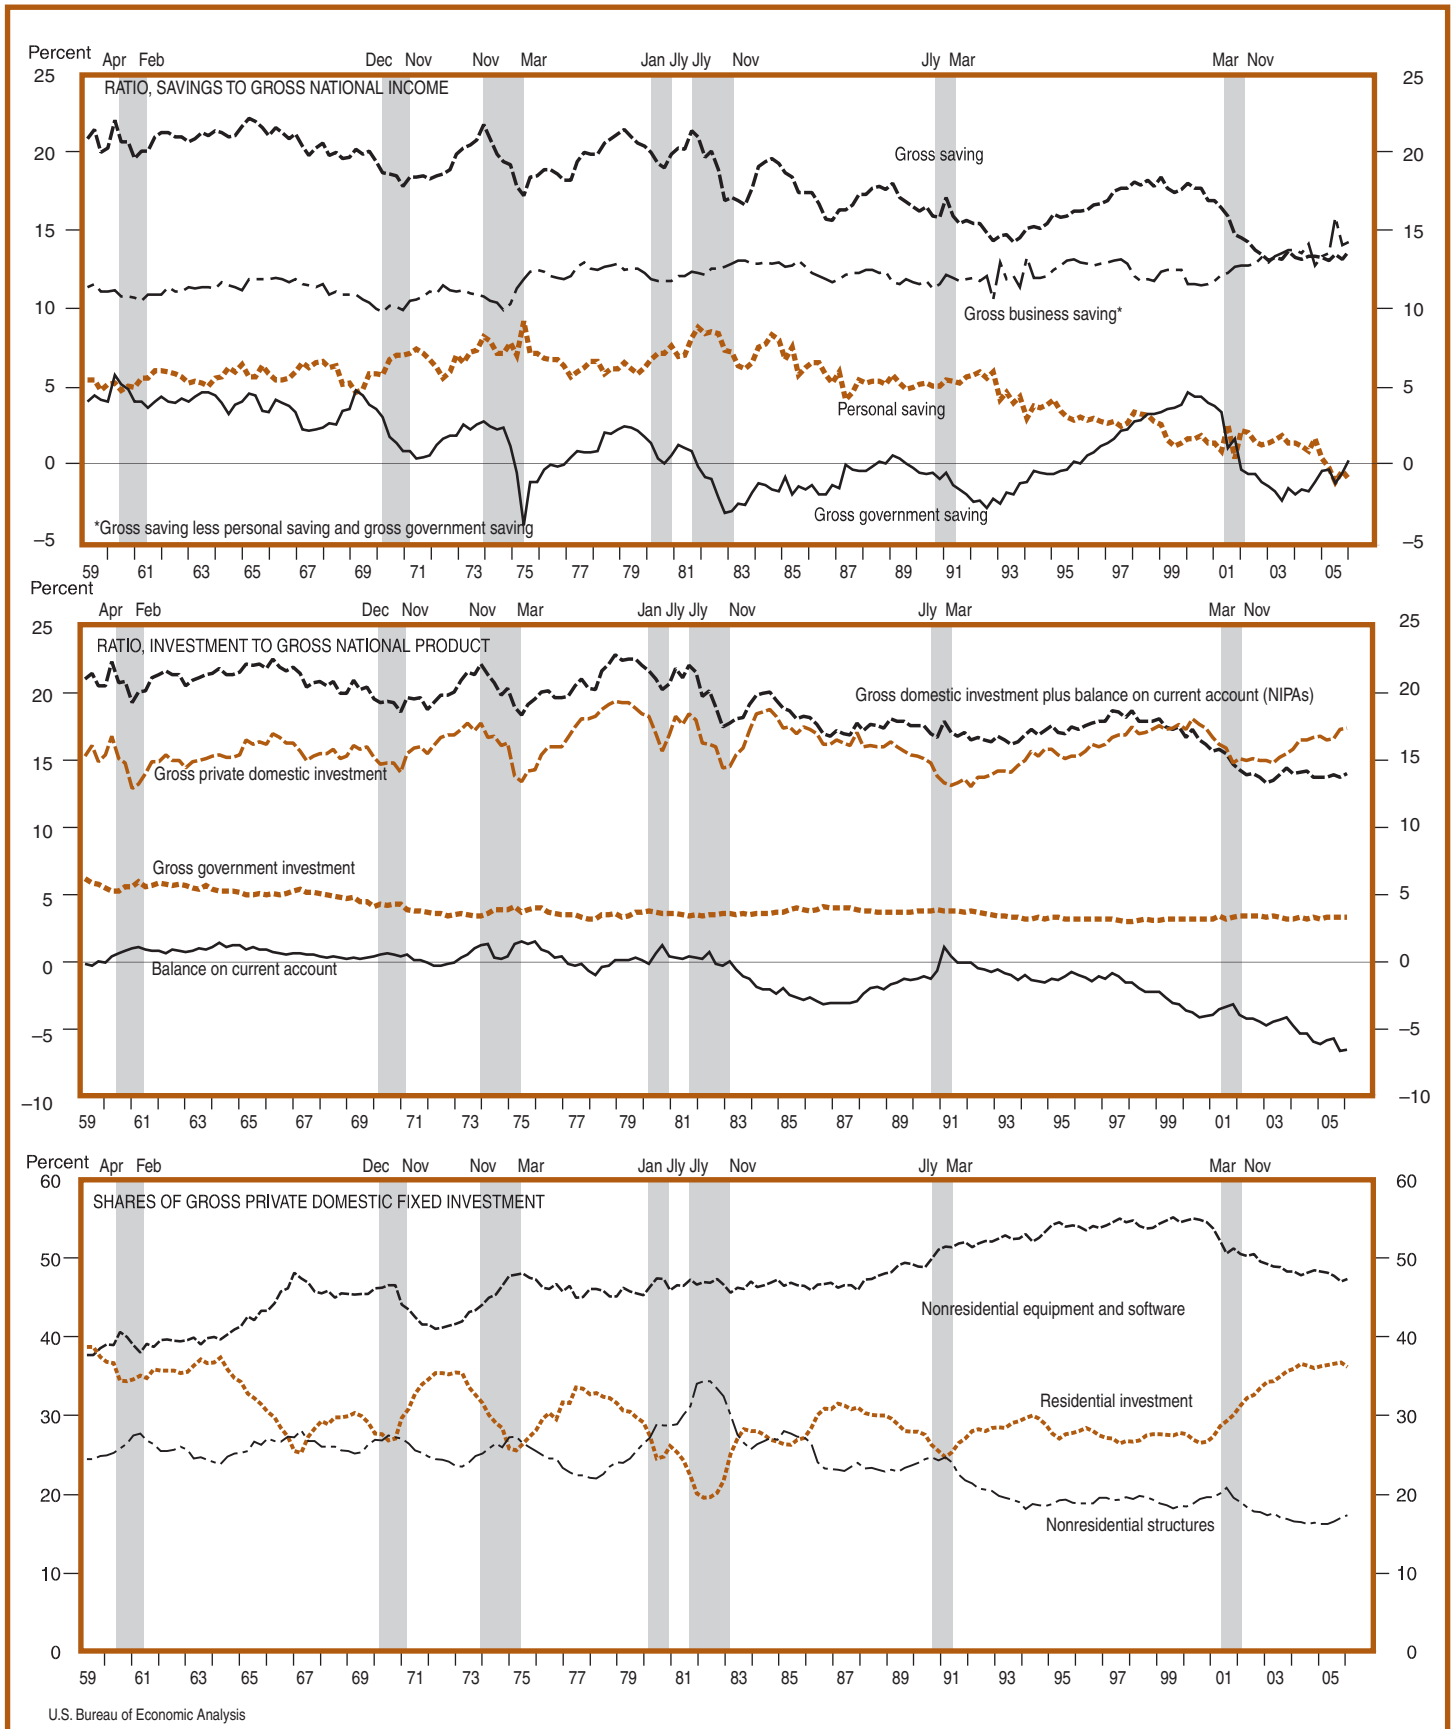 Percent Apr Feb Dec Nov Nov Mar Jan Jly Jly Nov Jly Mar Mar Nov
25 25
RATIO, SAVINGS TO GROSS NATIONAL INCOME
20 Gross saving 20
15 15
10 10
Gross business saving*
5 5
Personal saving
0 0
Gross government saving
*Gross saving less personal saving and gross government saving
–5 –5
59 61 63 65 67 69 71 73 75 77 79 81 83 85 87 89 91 93 95 97 99 01 03 05
Percent
Apr Feb Dec Nov Nov Mar Jan Jly Jly Nov Jly Mar Mar Nov
25 25
RATIO, INVESTMENT TO GROSS NATIONAL PRODUCT
20 Gross domestic investment plus balance on current account (NIPAs) 20
15 15
Gross private domestic investment
10 10
Gross government investment
5 5
0 0
Balance on current account
–5 –5
–10 –10
59 61 63 65 67 69 71 73 75 77 79 81 83 85 87 89 91 93 95 97 99 01 03 05
Percent Apr Feb Dec Nov Nov Mar Jan Jly Jly Nov Jly Mar Mar Nov
60 60
SHARES OF GROSS PRIVATE DOMESTIC FIXED INVESTMENT
50 50
Nonresidential equipment and software
40 40
Residential investment
30 30
20 20
Nonresidential structures
10 10
0 0
59 61 63 65 67 69 71 73 75 77 79 81 83 85 87 89 91 93 95 97 99 01 03 05
U.S. Bureau of Economic Analysis